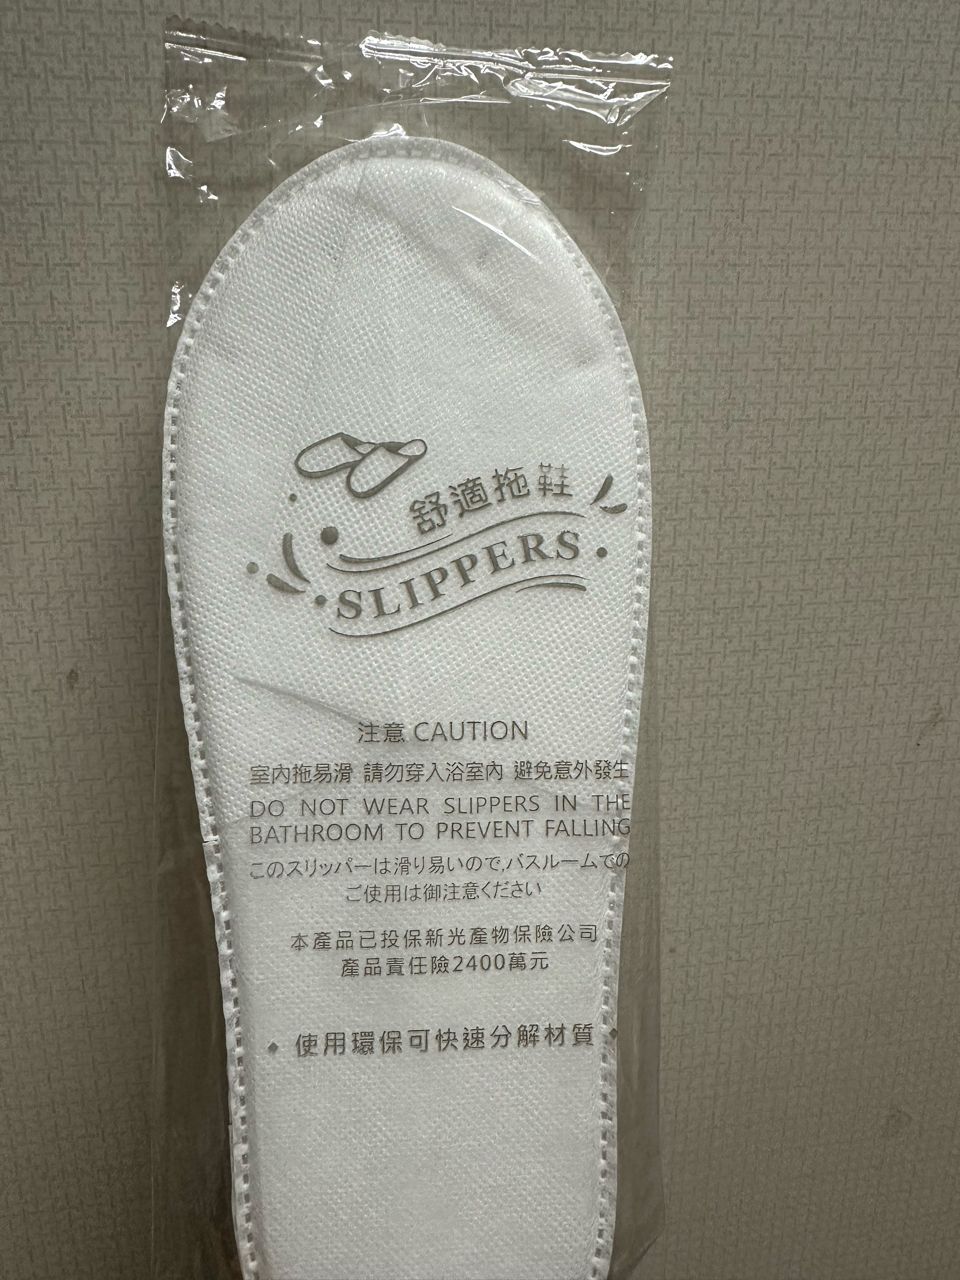 舒適拖鞋
SLIPPERS
注意 CAUTION
室內拖易滑 請勿穿入浴室內 避免意外發生
DO NOT WEAR SLIPPERS IN THE
BATHROOM TO PREVENT FALLING
このスリッパーは滑り易いので,バスルームでの
ご使用は御注意ください
本產品已投保新光產物保險公司
產品責任險2400萬元
使用環保可快速分解材質